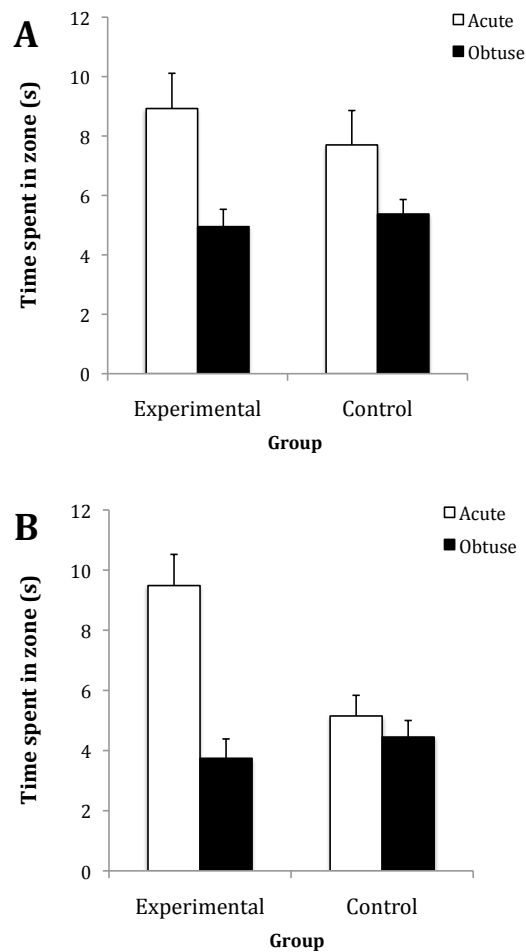 A
Time spent in zone (s)
12
10
8
6
4
2
0
Acute
Obtuse
Experimental Control
Group
B
Time spent in zone (s)
12
10
8
6
4
2
0
Acute
Obtuse
Experimental Control
Group